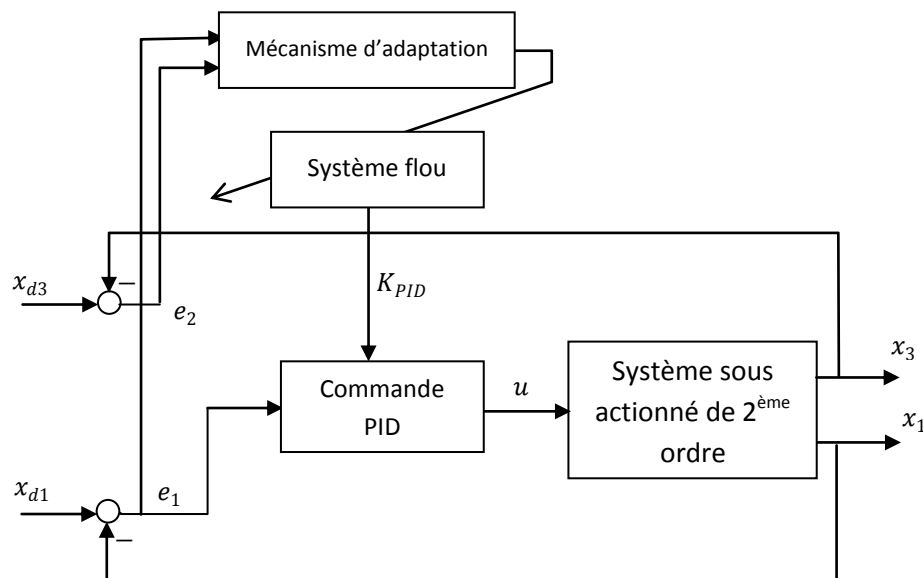 Mécanisme d’adaptation
Système flou
x_{d3}
−
e_2
K_{PID}
Commande
PID
u
Système sous
actionné de 2^{ème}
ordre
x_3
x_1
x_{d1}
e_1
−